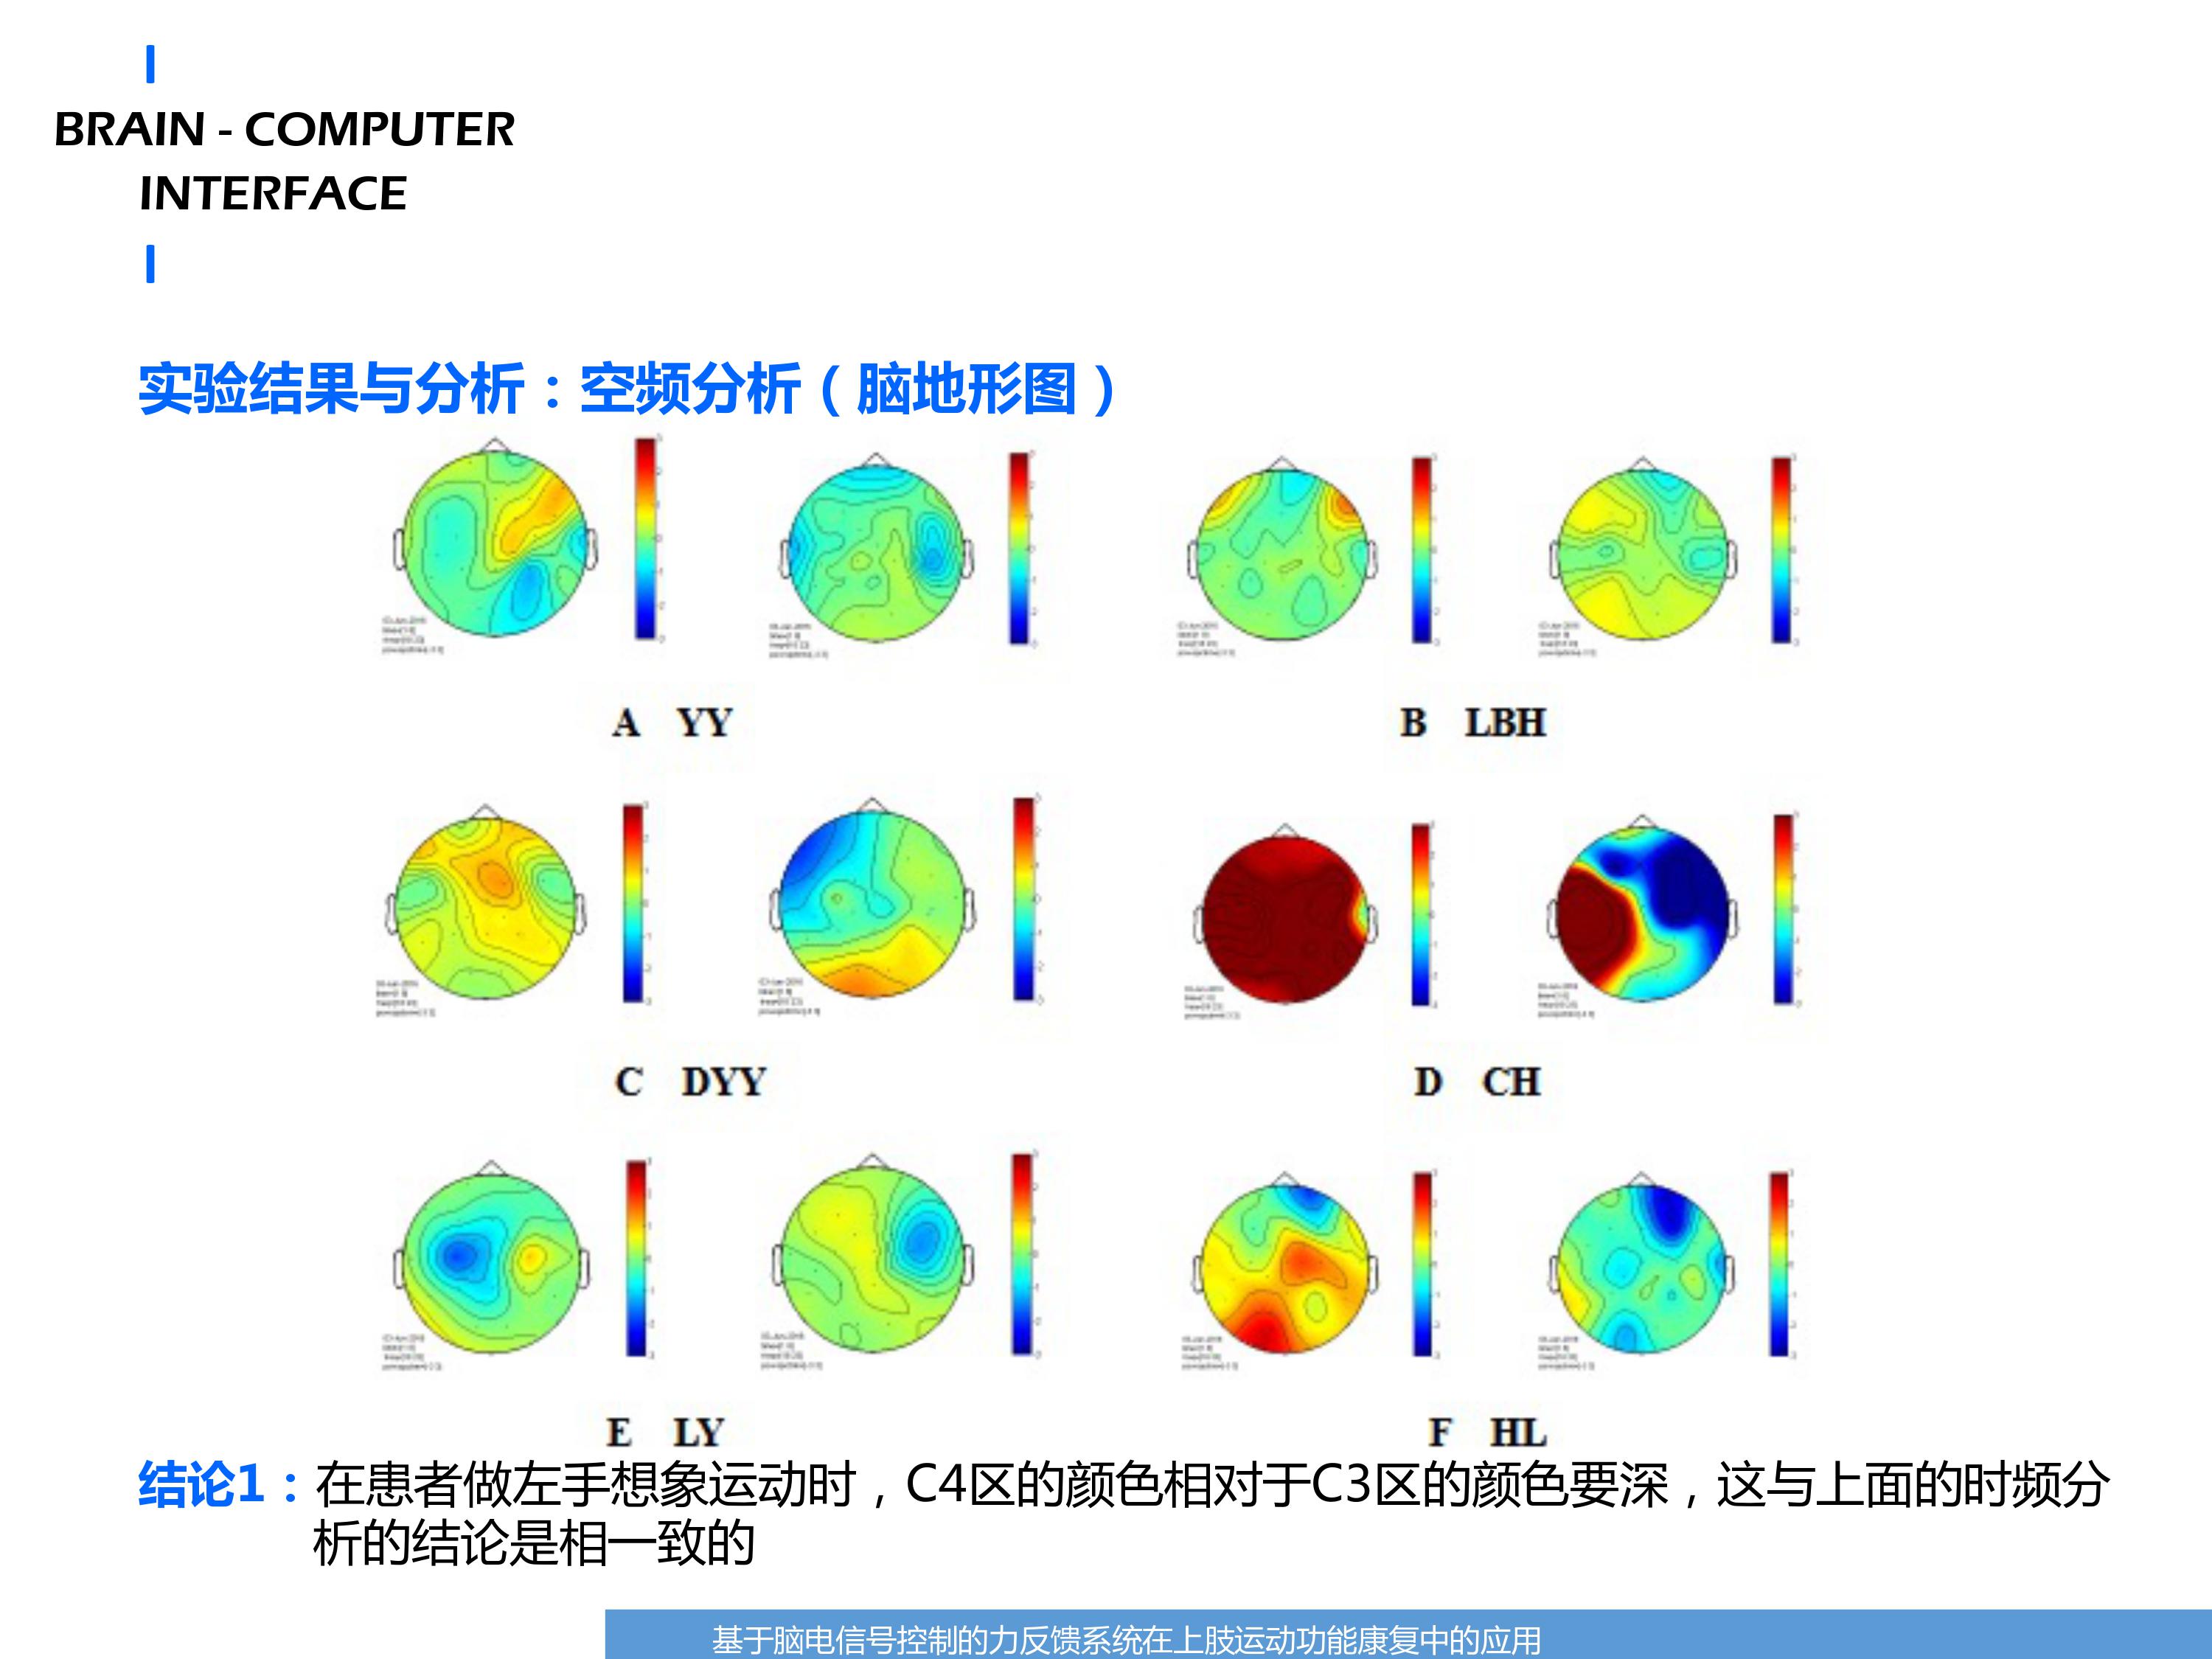 BRAIN - COMPUTER
INTERFACE
实验结果与分析：空频分析（脑地形图）
A YY
B LBH
C DYY
D CH
E LY
F HL
结论1：在患者做左手想象运动时，C4区的颜色相对于C3区的颜色要深，这与上面的时频分
析的结论是相一致的
基于脑电信号控制的力反馈系统在上肢运动功能康复中的应用